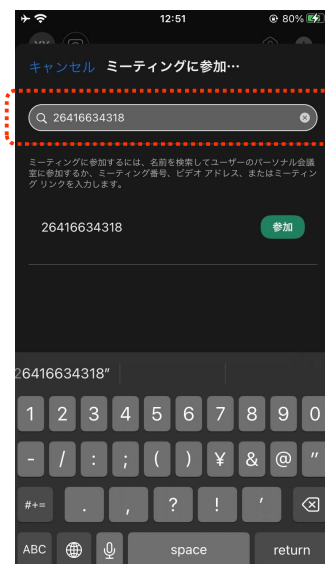 12:51
80%
キャンセル ミーティングに参加…
26416634318
ミーティングに参加するには、名前を検索してユーザーのパーソナル会議
室に参加するか、ミーティング番号、ビデオ アドレス、またはミーティン
グ リンクを入力します。
26416634318 参加
26416634318"
1 2 3 4 5 6 7 8 9 0
- / : ; ( ) ¥ & @ "
#+= . , ? ! ′
ABC space return